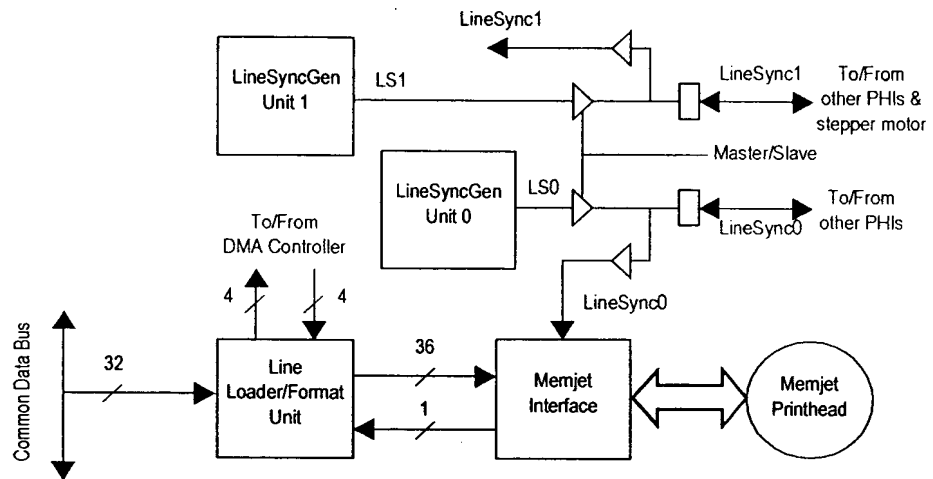 LineSync1
LineSyncGen
Unit 1
LS1
LineSync1
To/From
other PHIs &
stepper motor
Master/Slave
LineSyncGen
Unit 0
LS0
LineSync0
To/From
other PHIs
To/From
DMA Controller
4
4
LineSync0
Common Data Bus
32
Line
Loader/Format
Unit
36
1
Memjet
Interface
Memjet
Printhead